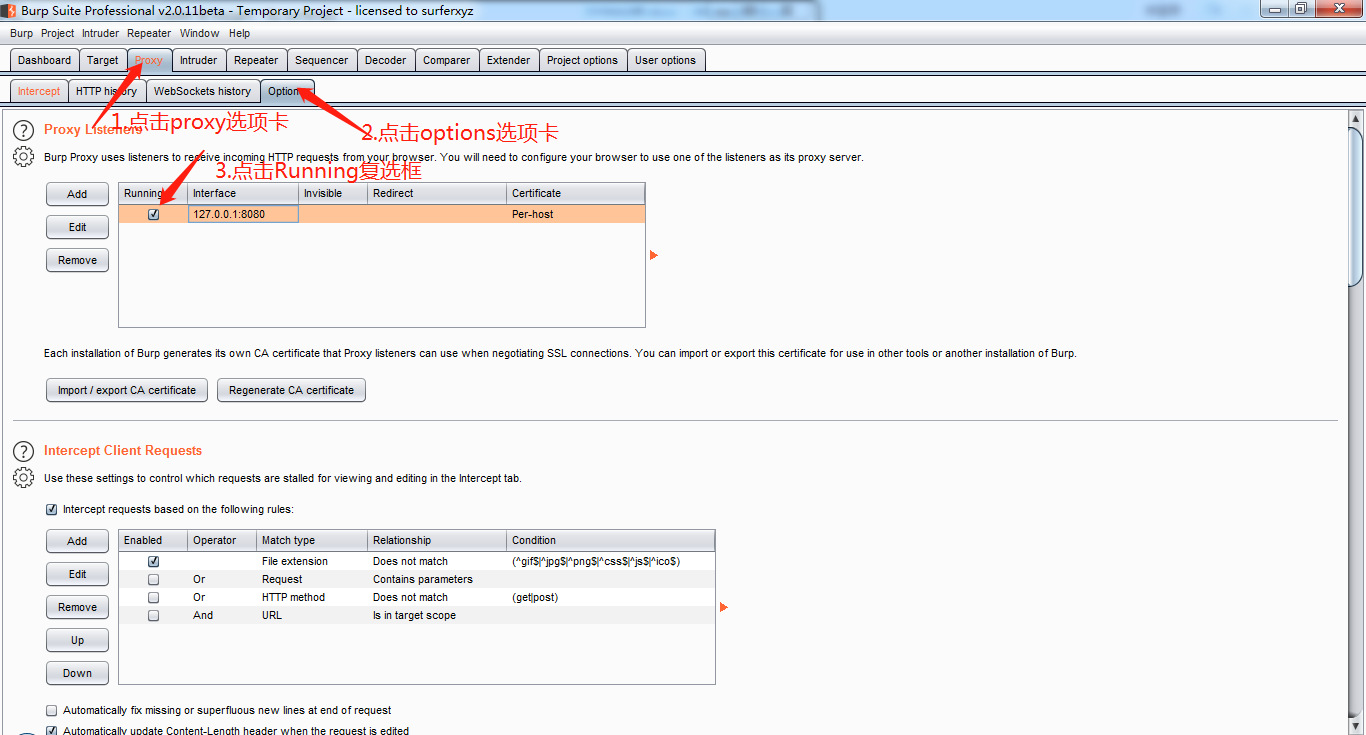 Burp Suite Professional v2.0.11beta - Temporary Project - licensed to surferxyz
Burp Project Intruder Repeater Window Help
Dashboard Target Proxy Intruder Repeater Sequencer Decoder Comparer Extender Project options User options
Intercept HTTP history WebSockets history Options
1.点击proxy选项卡
2.点击options选项卡
? Proxy Listeners
Burp Proxy uses listeners to receive incoming HTTP requests from your browser. You will need to configure your browser to use one of the listeners as its proxy server.
3.点击Running复选框
Add Running Interface Invisible Redirect Certificate
127.0.0.1:8080 Per-host
Edit
Remove
Each installation of Burp generates its own CA certificate that Proxy listeners can use when negotiating SSL connections. You can import or export this certificate for use in other tools or another installation of Burp.
Import / export CA certificate Regenerate CA certificate
? Intercept Client Requests
Use these settings to control which requests are stalled for viewing and editing in the Intercept tab.
Intercept requests based on the following rules:
Add Enabled Operator Match type Relationship Condition
File extension Does not match (^gif$|^jpg$|^png$|^css$|^js$|^ico$)
Edit Or Request Contains parameters
Or HTTP method Does not match (get|post)
Remove And URL Is in target scope
Up
Down
Automatically fix missing or superfluous new lines at end of request
Automatically update Content-Length header when the request is edited